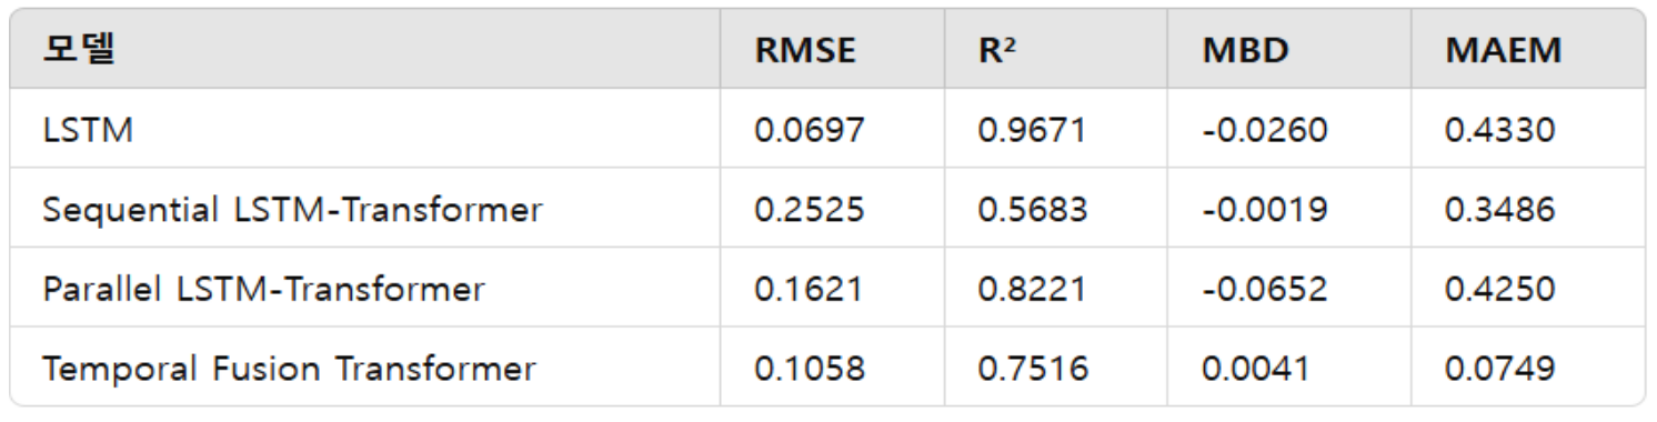 모델 RMSE R² MBD MAEM
LSTM 0.0697 0.9671 -0.0260 0.4330
Sequential LSTM-Transformer 0.2525 0.5683 -0.0019 0.3486
Parallel LSTM-Transformer 0.1621 0.8221 -0.0652 0.4250
Temporal Fusion Transformer 0.1058 0.7516 0.0041 0.0749